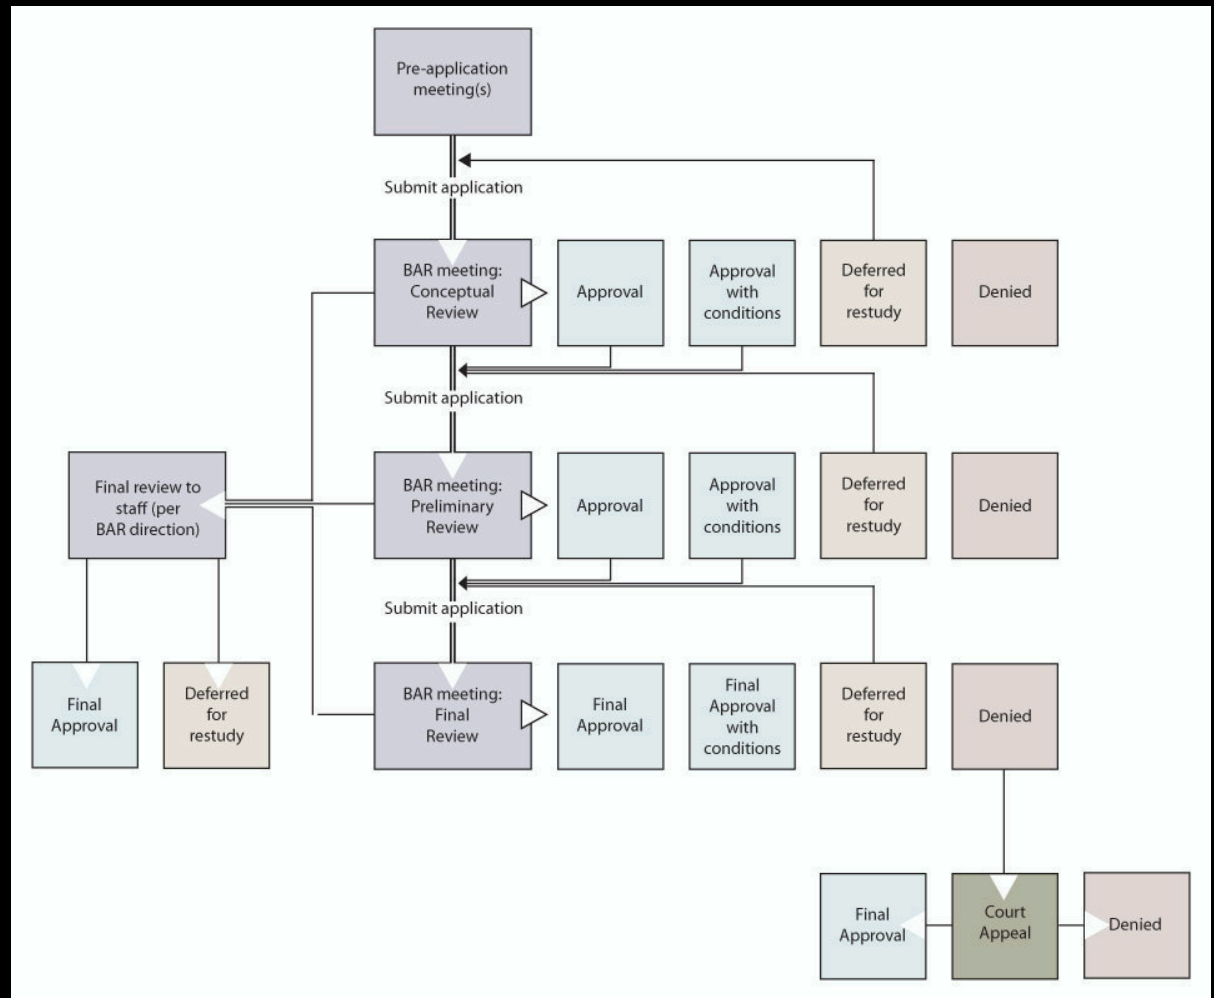 Pre-application
meeting(s)
Submit application
BAR meeting:
Conceptual
Review
Approval
Approval
with
conditions
Deferred
for
restudy
Denied
Submit application
Final review to
staff (per
BAR direction)
BAR meeting:
Preliminary
Review
Approval
Approval
with
conditions
Deferred
for
restudy
Denied
Submit application
Final
Approval
Deferred
for
restudy
BAR meeting:
Final
Review
Final
Approval
Final
Approval
with
conditions
Deferred
for
restudy
Denied
Final
Approval
Court
Appeal
Denied